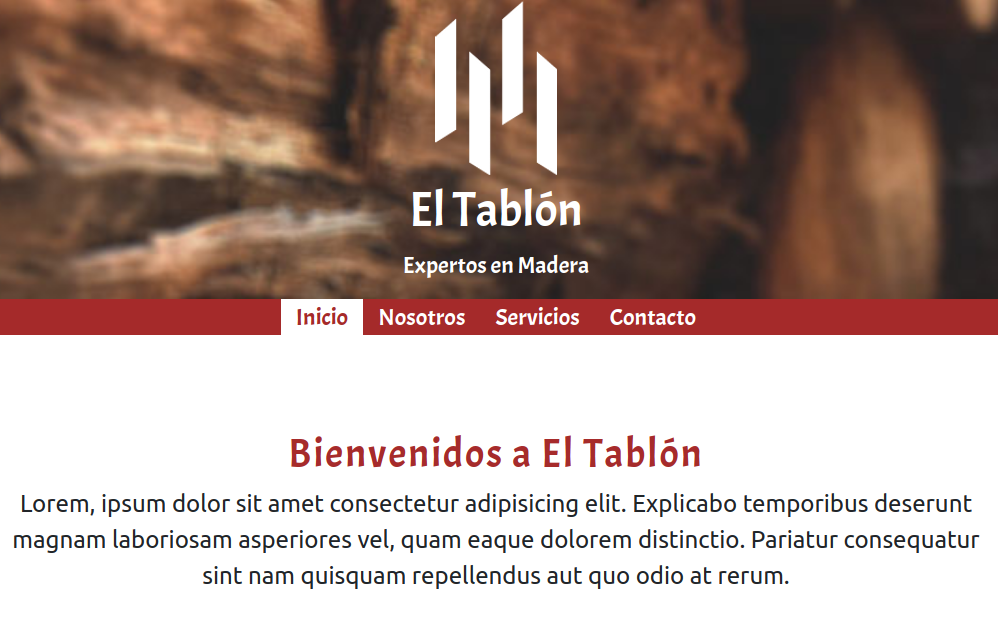 El Tablón
Expertos en Madera
Inicio Nosotros Servicios Contacto
Bienvenidos a El Tablón
Lorem, ipsum dolor sit amet consectetur adipisicing elit. Explicabo temporibus deserunt
magnam laboriosam asperiores vel, quam eaque dolorem distinctio. Pariatur consequatur
sint nam quisquam repellendus aut quo odio at rerum.